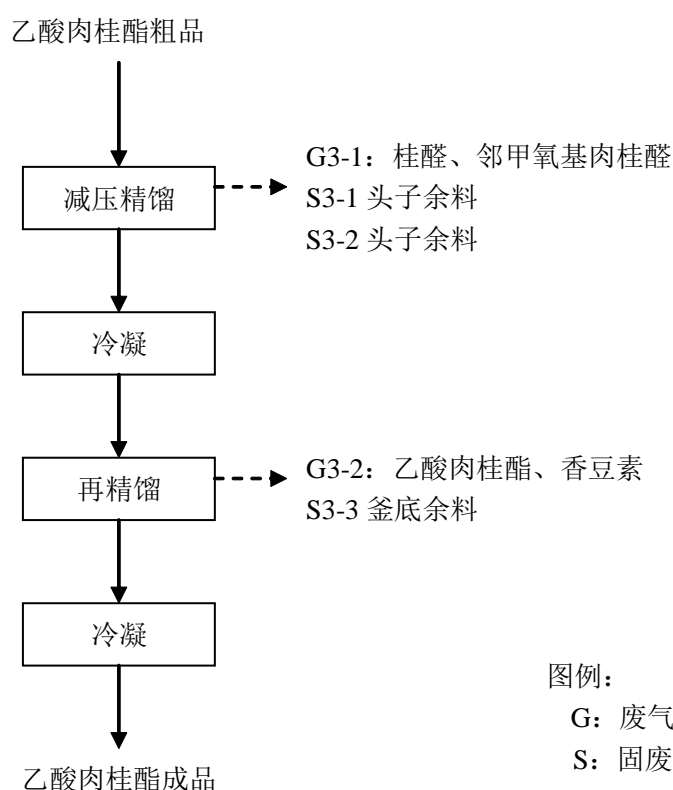 乙酸肉桂酯粗品
减压精馏
G3-1：桂醛、邻甲氧基肉桂醛
S3-1 头子余料
S3-2 头子余料
冷凝
再精馏
G3-2：乙酸肉桂酯、香豆素
S3-3 釜底余料
冷凝
乙酸肉桂酯成品
图例：
G：废气
S：固废